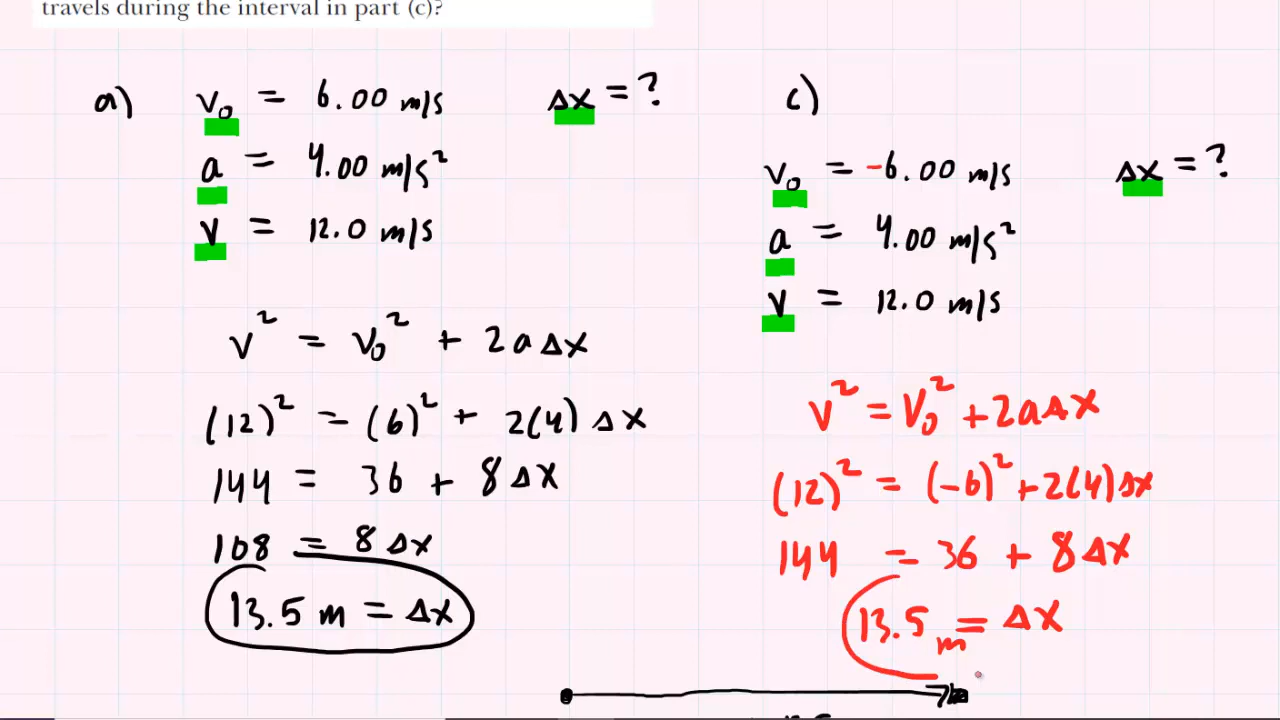 travels during the interval in part (c)?
a) v₀ = 6.00 m/s Δx = ?
a = 4.00 m/s²
v = 12.0 m/s
v² = v₀² + 2aΔx
(12)² = (6)² + 2(4)Δx
144 = 36 + 8Δx
108 = 8Δx
13.5 m = Δx
c)
v₀ = -6.00 m/s Δx = ?
a = 4.00 m/s²
v = 12.0 m/s
v² = v₀² + 2aΔx
(12)² = (-6)² + 2(4)Δx
144 = 36 + 8Δx
13.5 m = Δx